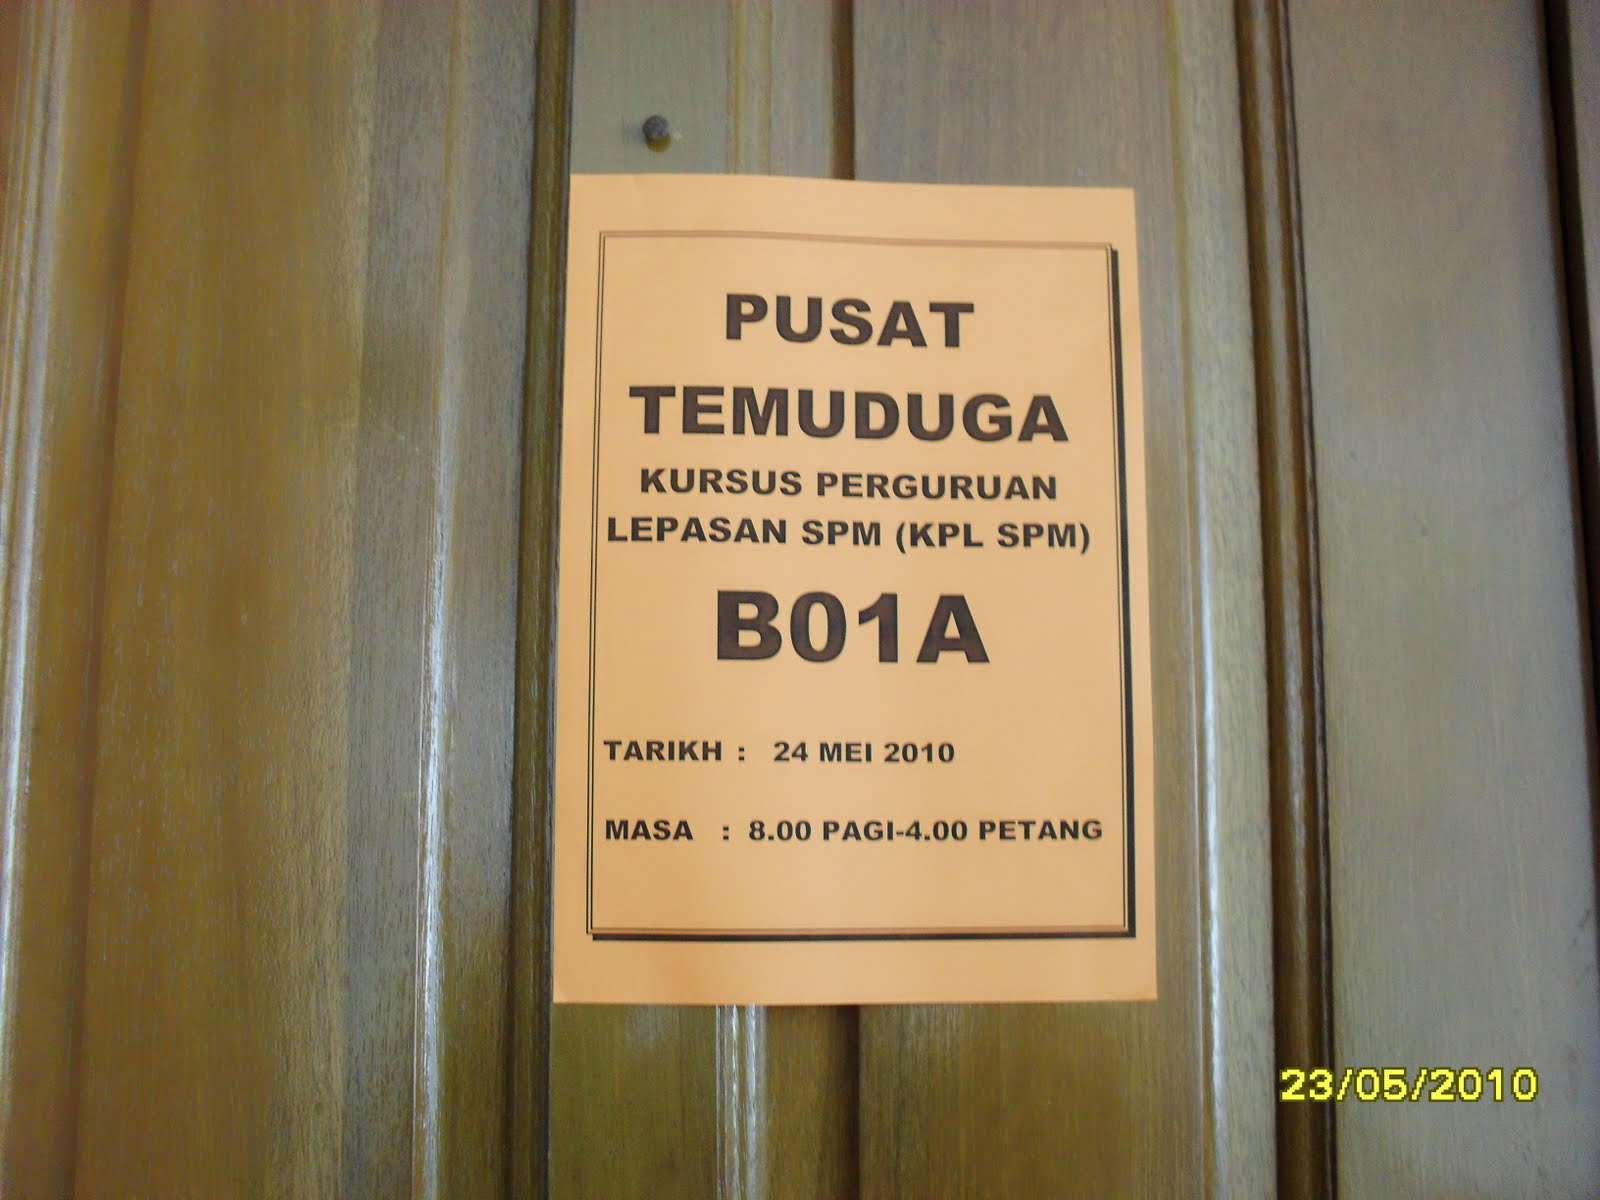 PUSAT
TEMUDUGA
KURSUS PERGURUAN
LEPASAN SPM (KPL SPM)
B01A
TARIKH : 24 MEI 2010
MASA : 8.00 PAGI-4.00 PETANG
23/05/2010